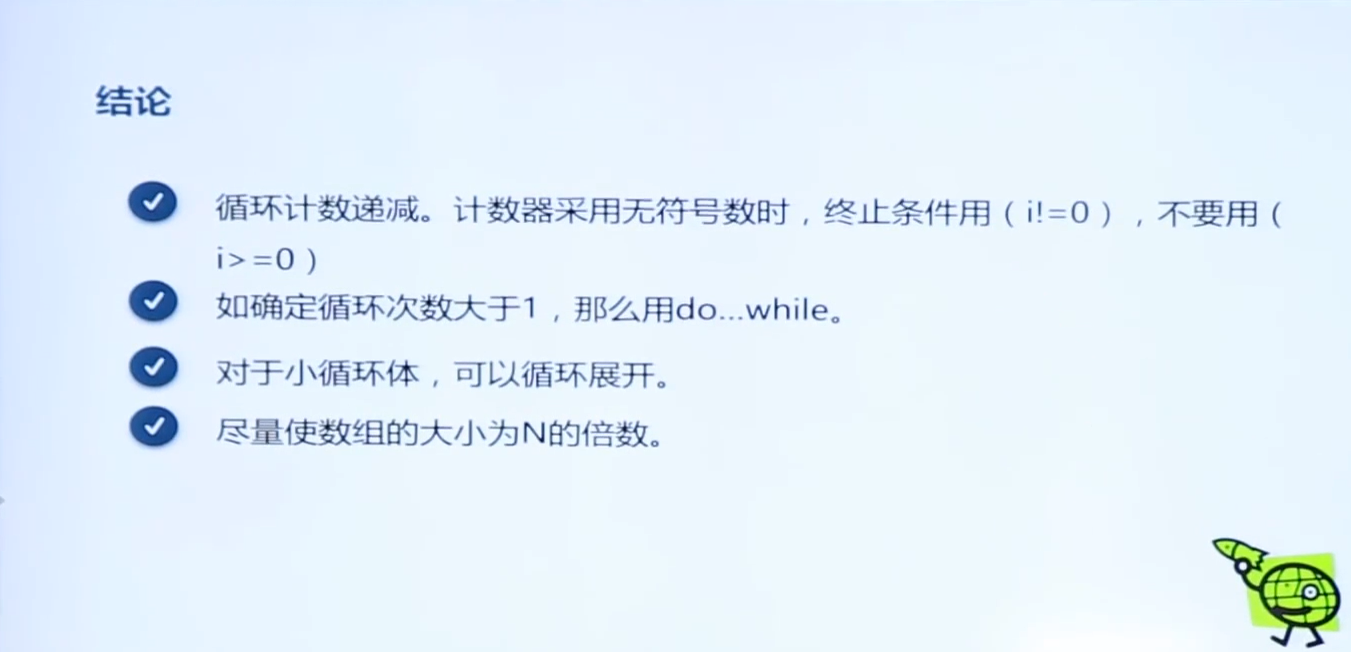 结论
循环计数递减。计数器采用无符号数时，终止条件用（i!=0），不要用（
i>=0）
如确定循环次数大于1，那么用do...while。
对于小循环体，可以循环展开。
尽量使数组的大小为N的倍数。